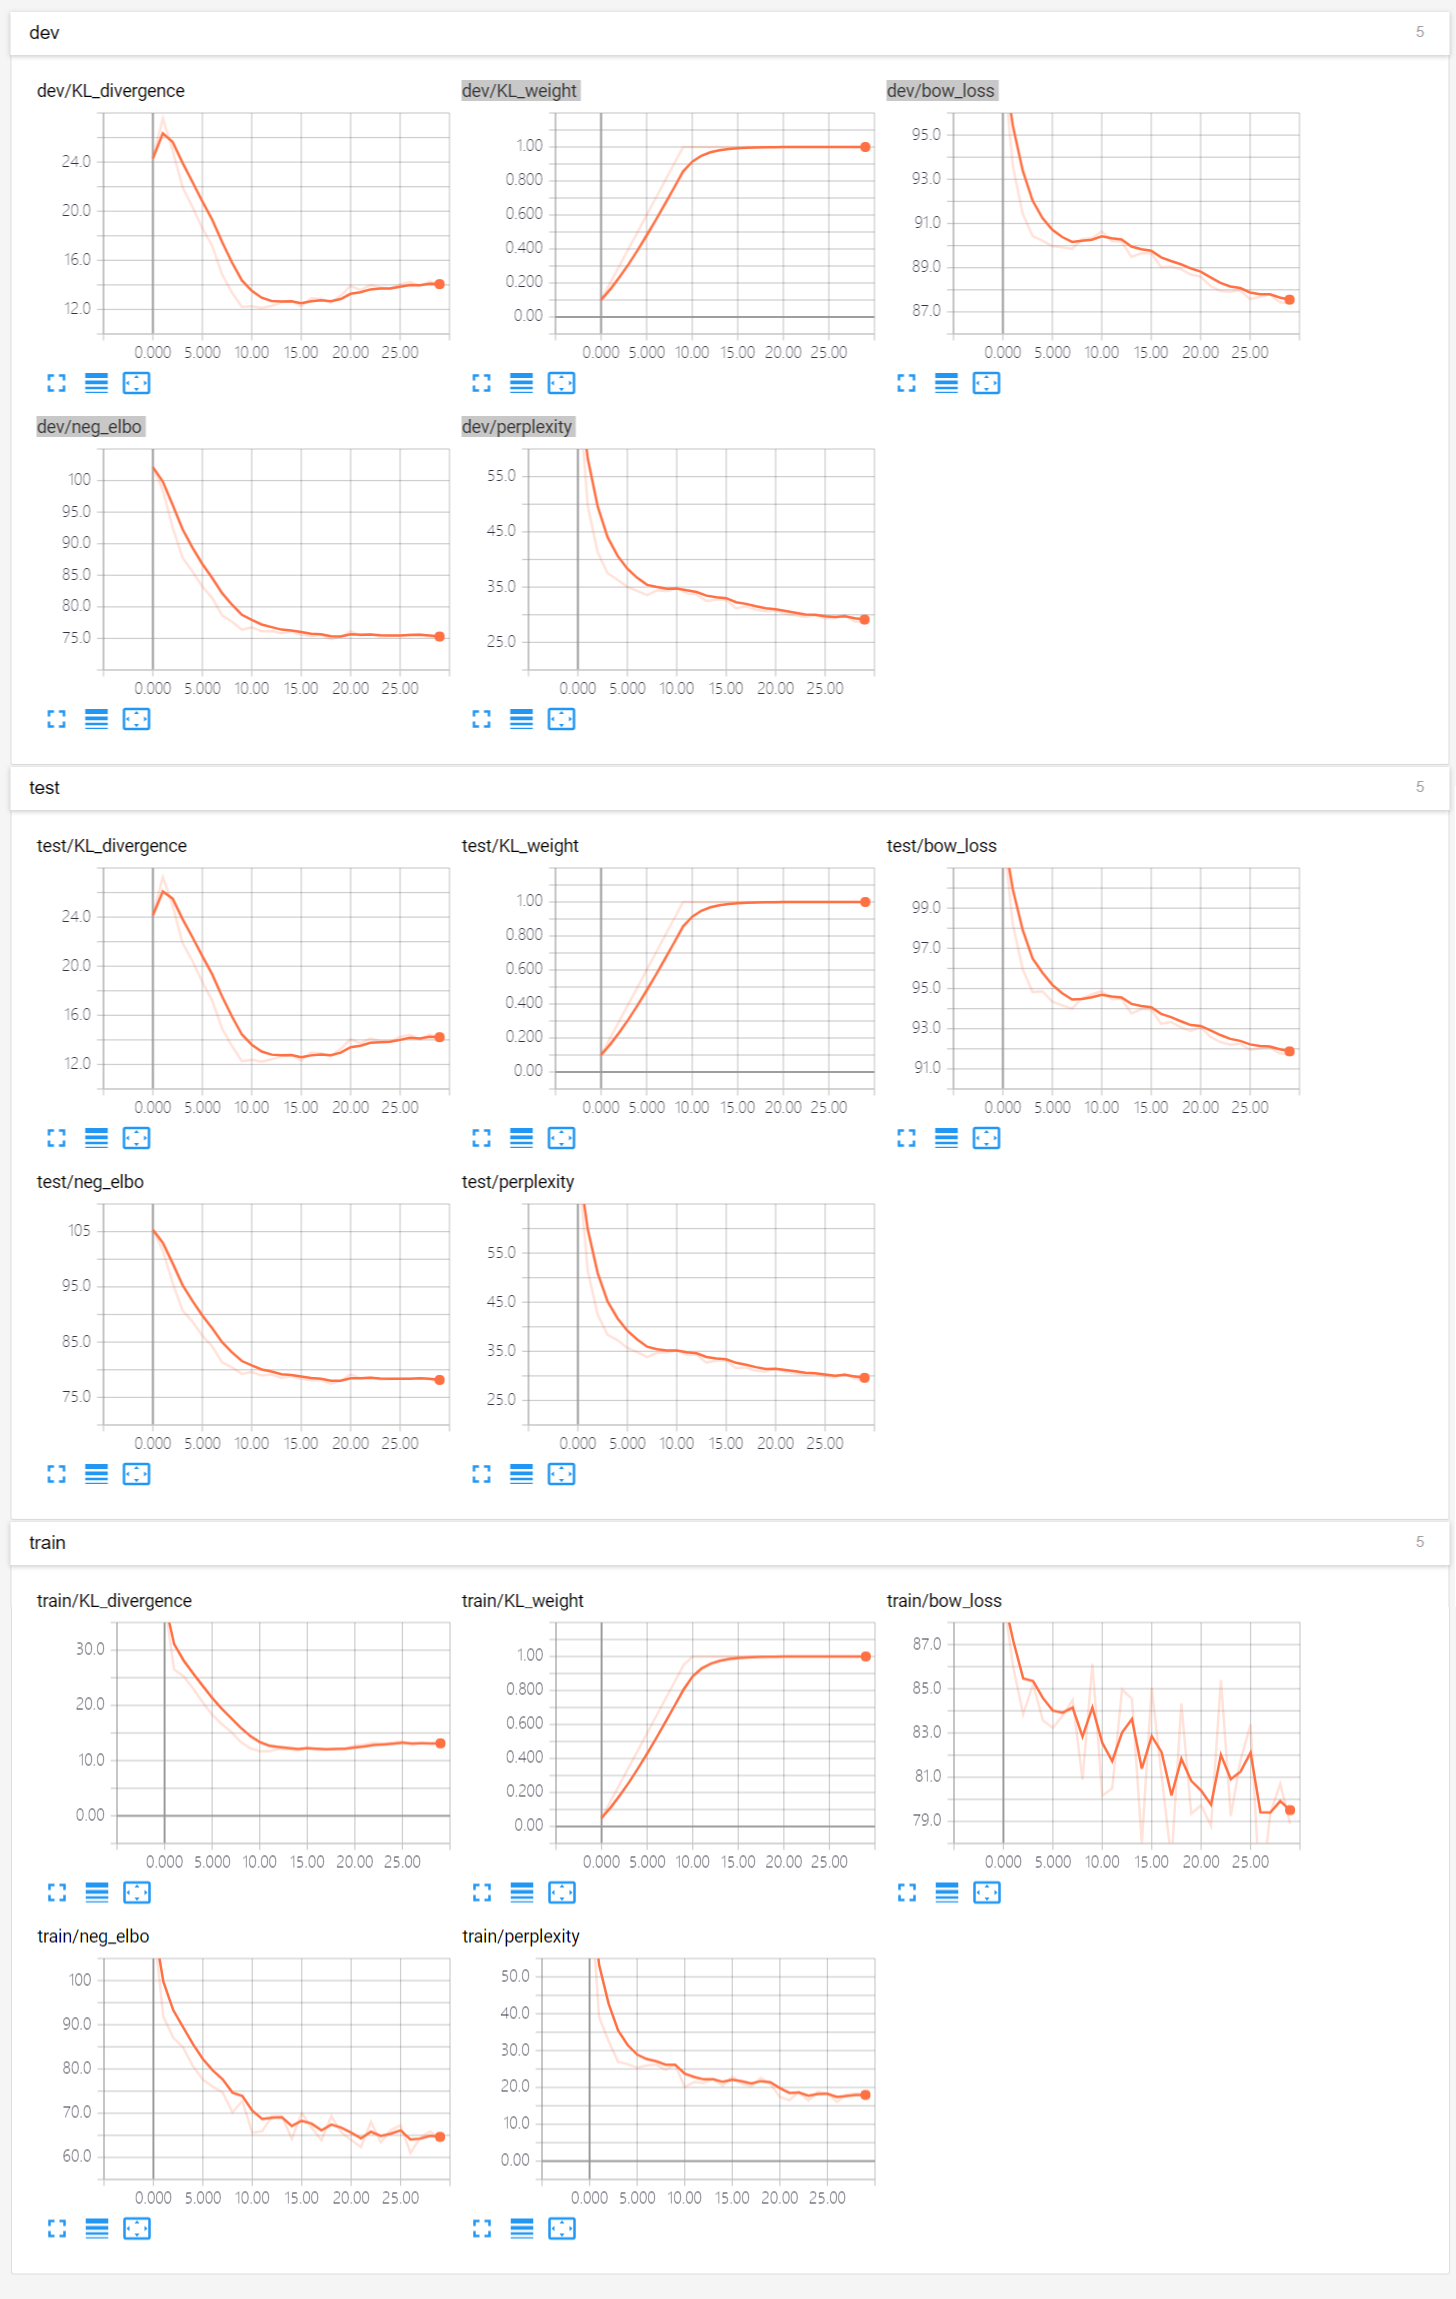 dev 5
dev/KL_divergence dev/KL_weight dev/bow_loss
24.0 20.0 16.0 12.0
0.000 5.000 10.00 15.00 20.00 25.00
1.00 0.800 0.600 0.400 0.200 0.00
0.000 5.000 10.00 15.00 20.00 25.00
95.0 93.0 91.0 89.0 87.0
0.000 5.000 10.00 15.00 20.00 25.00
dev/neg_elbo dev/perplexity
100 95.0 90.0 85.0 80.0 75.0
0.000 5.000 10.00 15.00 20.00 25.00
55.0 45.0 35.0 25.0
0.000 5.000 10.00 15.00 20.00 25.00
test 5
test/KL_divergence test/KL_weight test/bow_loss
24.0 20.0 16.0 12.0
0.000 5.000 10.00 15.00 20.00 25.00
1.00 0.800 0.600 0.400 0.200 0.00
0.000 5.000 10.00 15.00 20.00 25.00
99.0 97.0 95.0 93.0 91.0
0.000 5.000 10.00 15.00 20.00 25.00
test/neg_elbo test/perplexity
105 95.0 85.0 75.0
0.000 5.000 10.00 15.00 20.00 25.00
55.0 45.0 35.0 25.0
0.000 5.000 10.00 15.00 20.00 25.00
train 5
train/KL_divergence train/KL_weight train/bow_loss
30.0 20.0 10.0 0.00
0.000 5.000 10.00 15.00 20.00 25.00
1.00 0.800 0.600 0.400 0.200 0.00
0.000 5.000 10.00 15.00 20.00 25.00
87.0 85.0 83.0 81.0 79.0
0.000 5.000 10.00 15.00 20.00 25.00
train/neg_elbo train/perplexity
100 90.0 80.0 70.0 60.0
0.000 5.000 10.00 15.00 20.00 25.00
50.0 40.0 30.0 20.0 10.0 0.00
0.000 5.000 10.00 15.00 20.00 25.00